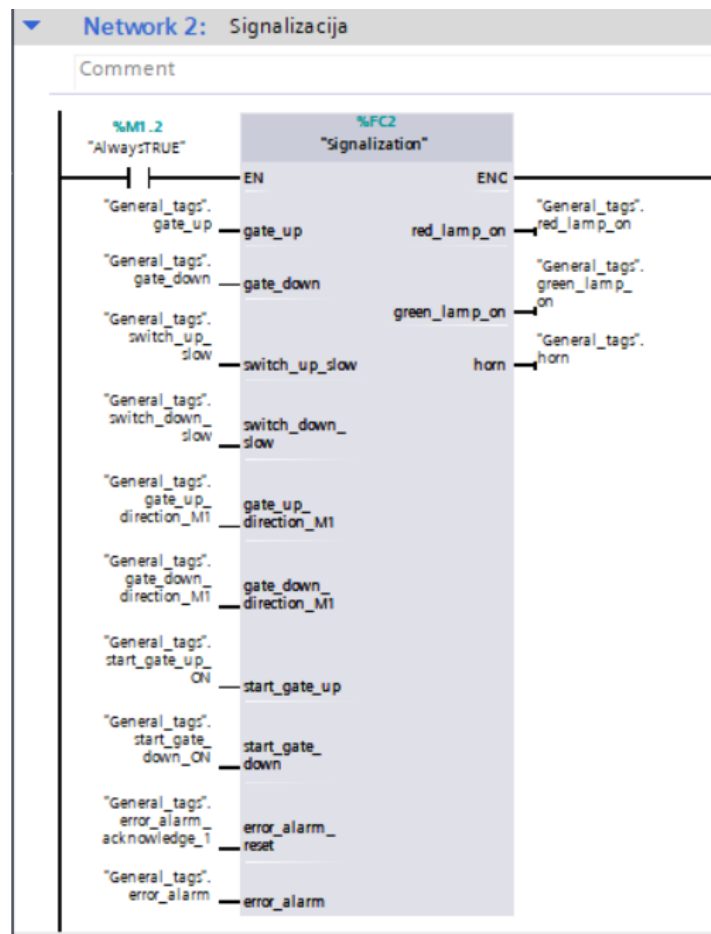 Network 2: Signalizacija
Comment
%M1.2
"AlwaysTRUE"
%FC2
"Signalization"
EN
ENO
"General_tags".
gate_up
gate_up
red_lamp_on
"General_tags".
red_lamp_on
"General_tags".
gate_down
gate_down
green_lamp_on
"General_tags".
green_lamp_
on
"General_tags".
switch_up_
slow
switch_up_slow
horn
"General_tags".
horn
"General_tags".
switch_down_
slow
switch_down_
slow
"General_tags".
gate_up_
direction_M1
gate_up_
direction_M1
"General_tags".
gate_down_
direction_M1
gate_down_
direction_M1
"General_tags".
start_gate_up_
ON
start_gate_up
"General_tags".
start_gate_
down_ON
start_gate_
down
"General_tags".
error_alarm_
acknowledge_1
error_alarm_
reset
"General_tags".
error_alarm
error_alarm